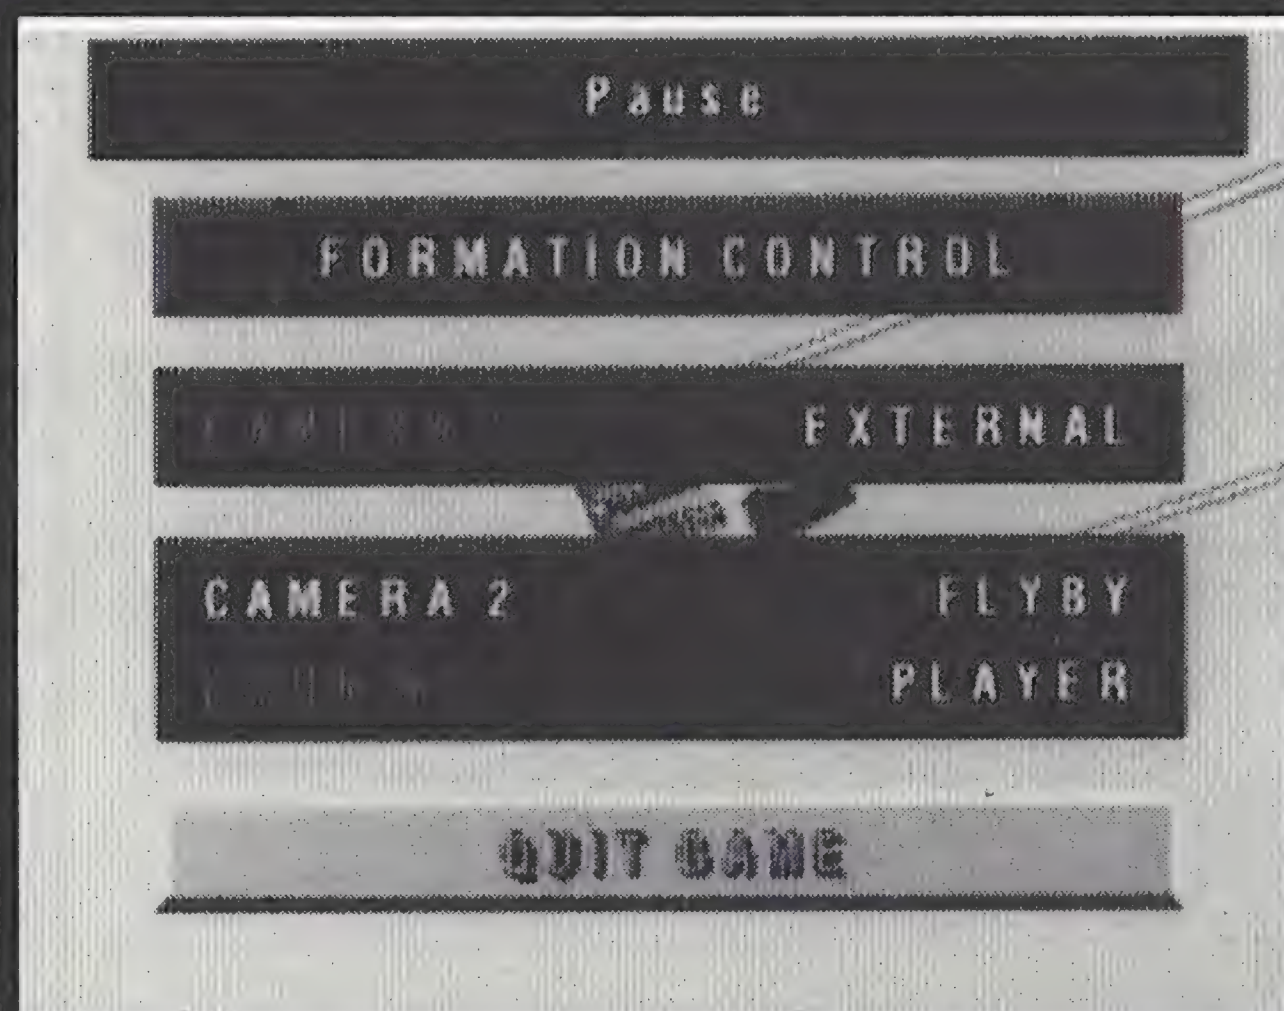 Pause
FORMATION CONTROL
EXTERNAL
CAMERA 2 FLYBY
PLAYER
QUIT GAME